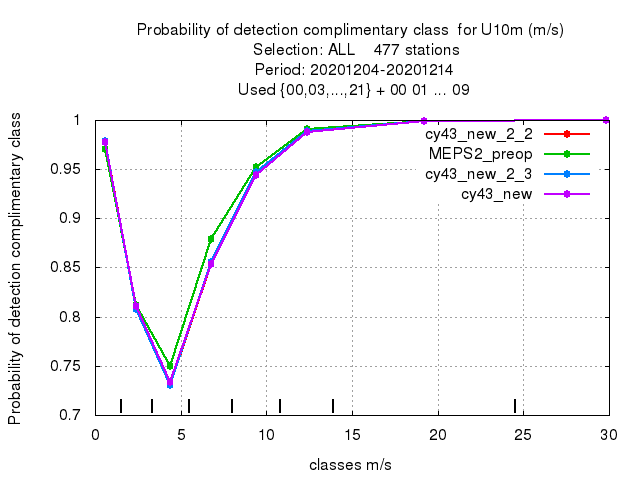 Probability of detection complimentary class  for U10m (m/s)
Selection: ALL    477 stations
Period: 20201204-20201214
Used {00,03,...,21} + 00 01 ... 09
Probability of detection complimentary class
1
0.95
0.9
0.85
0.8
0.75
0.7
cy43_new_2_2
MEPS2_preop
cy43_new_2_3
cy43_new
0 5 10 15 20 25 30
classes m/s